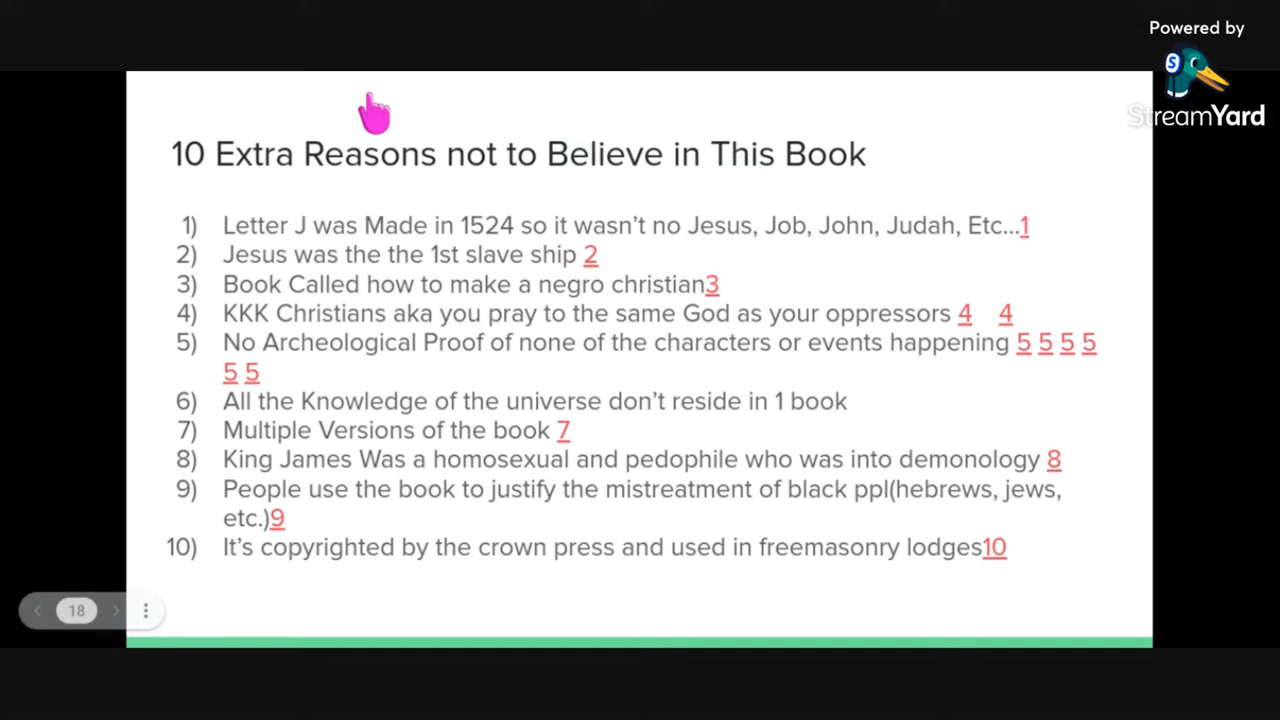 Powered by
StreamYard
10 Extra Reasons not to Believe in This Book
1) Letter J was Made in 1524 so it wasn't no Jesus, Job, John, Judah, Etc...1
2) Jesus was the the 1st slave ship 2
3) Book Called how to make a negro christian3
4) KKK Christians aka you pray to the same God as your oppressors 4 4
5) No Archeological Proof of none of the characters or events happening 5 5 5 5
5 5
6) All the Knowledge of the universe don't reside in 1 book
7) Multiple Versions of the book 7
8) King James Was a homosexual and pedophile who was into demonology 8
9) People use the book to justify the mistreatment of black ppl(hebrews, jews,
etc.)9
10) It's copyrighted by the crown press and used in freemasonry lodges10
18